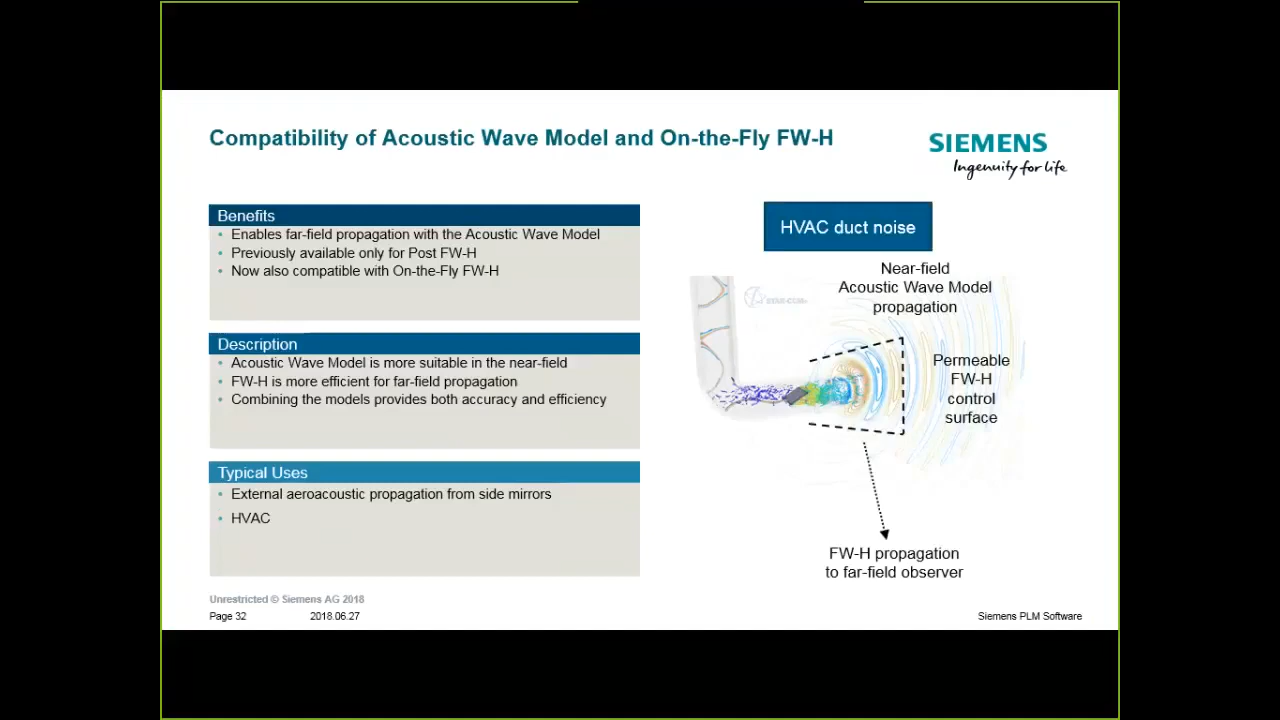 Compatibility of Acoustic Wave Model and On-the-Fly FW-H
SIEMENS
Ingenuity for life
Benefits
• Enables far-field propagation with the Acoustic Wave Model
• Previously available only for Post FW-H
• Now also compatible with On-the-Fly FW-H
Description
• Acoustic Wave Model is more suitable in the near-field
• FW-H is more efficient for far-field propagation
• Combining the models provides both accuracy and efficiency
Typical Uses
• External aeroacoustic propagation from side mirrors
• HVAC
HVAC duct noise
Near-field
Acoustic Wave Model
propagation
STAR-CCM+
Permeable
FW-H
control
surface
FW-H propagation
to far-field observer
Unrestricted © Siemens AG 2018
Page 32
2018.06.27
Siemens PLM Software